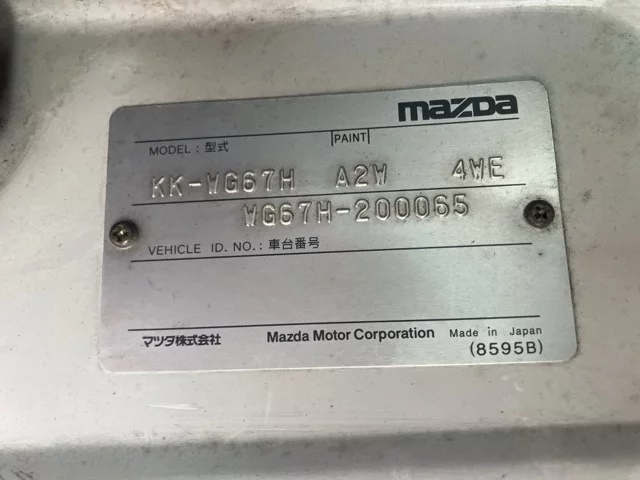 mazda
MODEL : 型式 PAINT
KK-WG67H A2W 4WE
WG67H-200065
VEHICLE ID. NO. : 車台番号
マツダ株式会社 Mazda Motor Corporation Made in Japan
(8595B)